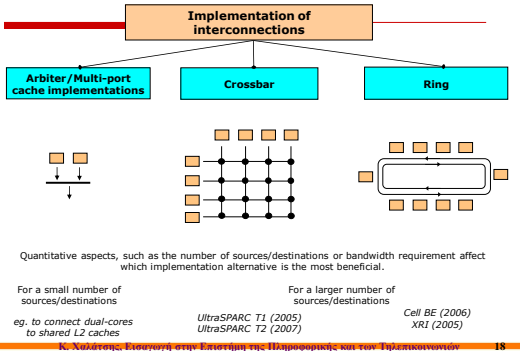 Implementation of
interconnections
Arbiter/Multi-port
cache implementations
Crossbar
Ring
Quantitative aspects, such as the number of sources/destinations or bandwidth requirement affect
which implementation alternative is the most beneficial.
For a small number of
sources/destinations
eg. to connect dual-cores
to shared L2 caches
For a larger number of
sources/destinations
UltraSPARC T1 (2005)
UltraSPARC T2 (2007)
Cell BE (2006)
XRI (2005)
Κ. Χαλάτσης, Εισαγωγή στην Επιστήμη της Πληροφορικής και των Τηλεπικοινωνιών 18